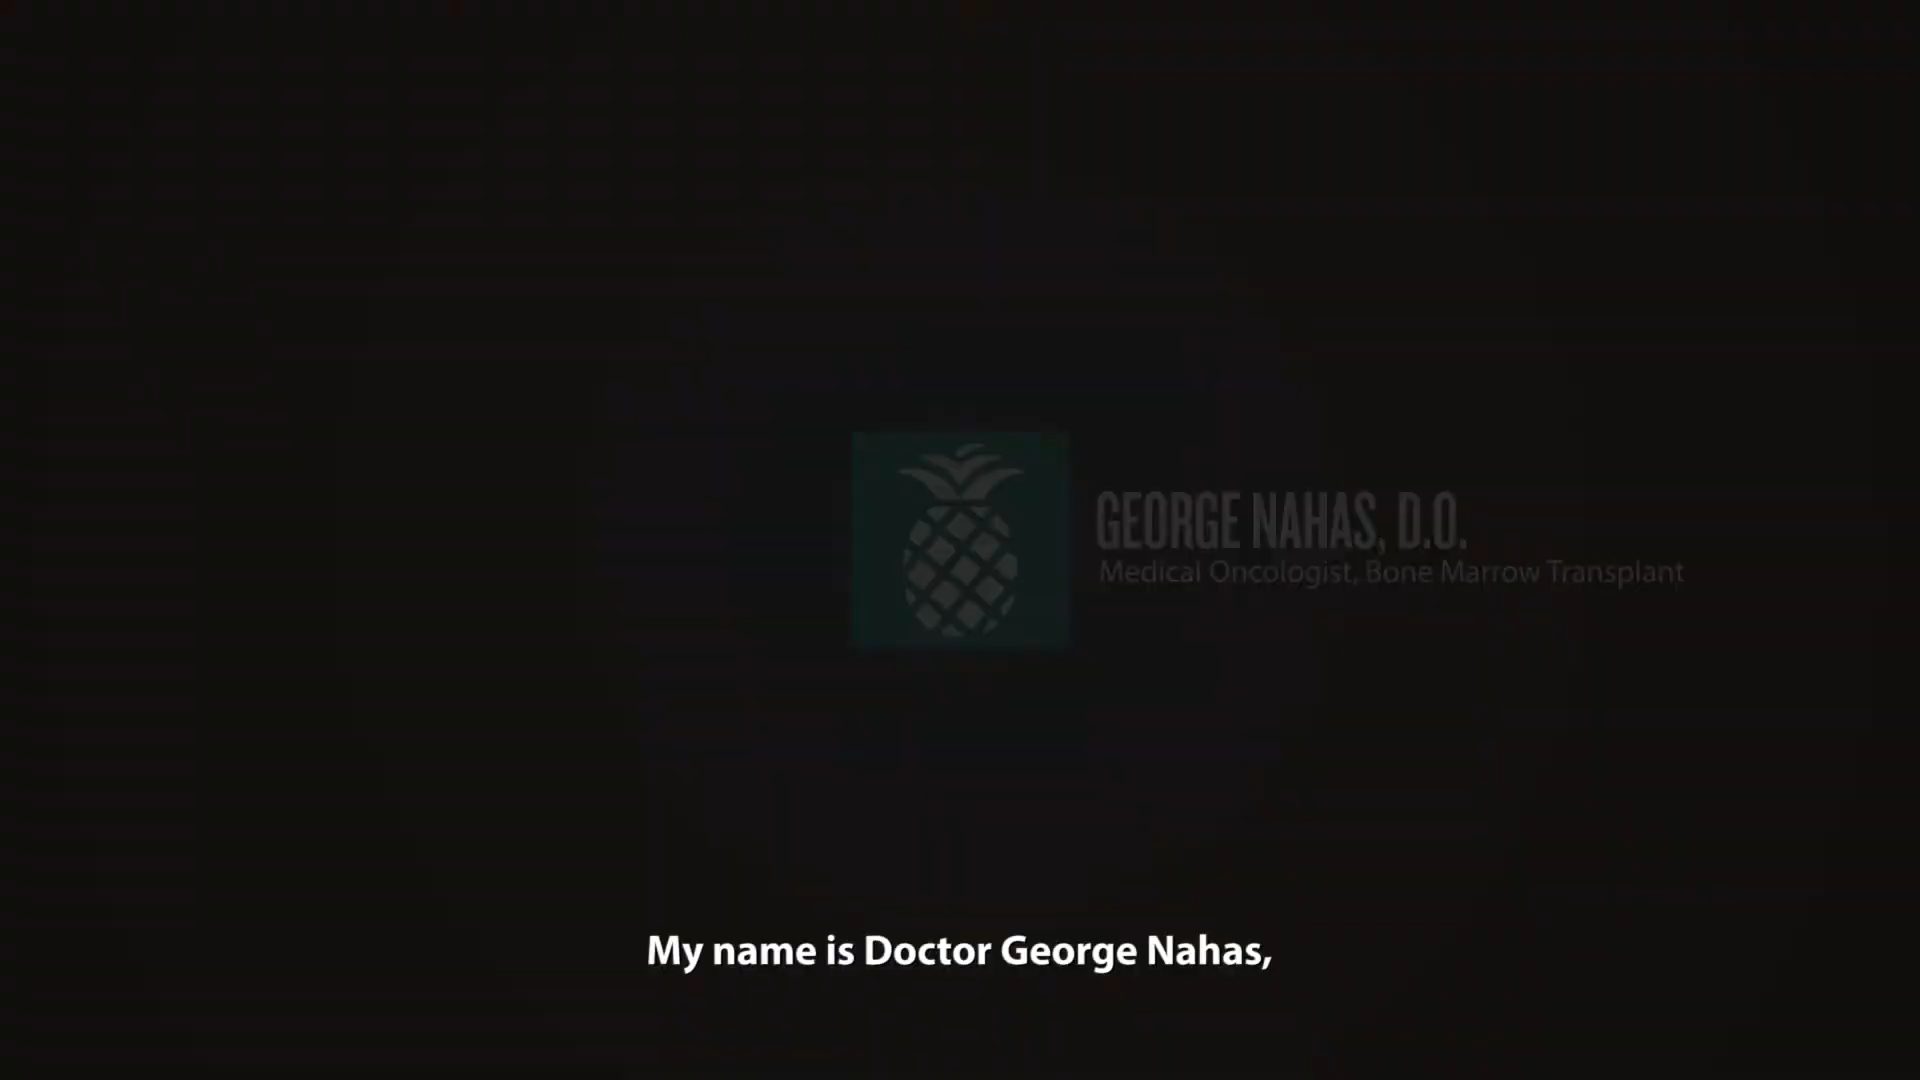 GEORGE NAHAS, D.O.
Medical Oncologist, Bone Marrow Transplant
My name is Doctor George Nahas,